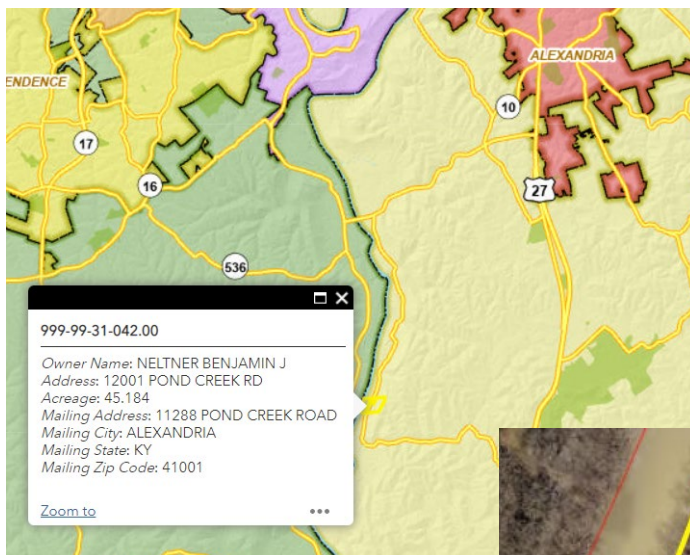 ALEXANDRIA
ENDENCE
10
17
16
27
536
999-99-31-042.00
Owner Name: NELTNER BENJAMIN J
Address: 12001 POND CREEK RD
Acreage: 45.184
Mailing Address: 11288 POND CREEK ROAD
Mailing City: ALEXANDRIA
Mailing State: KY
Mailing Zip Code: 41001
Zoom to